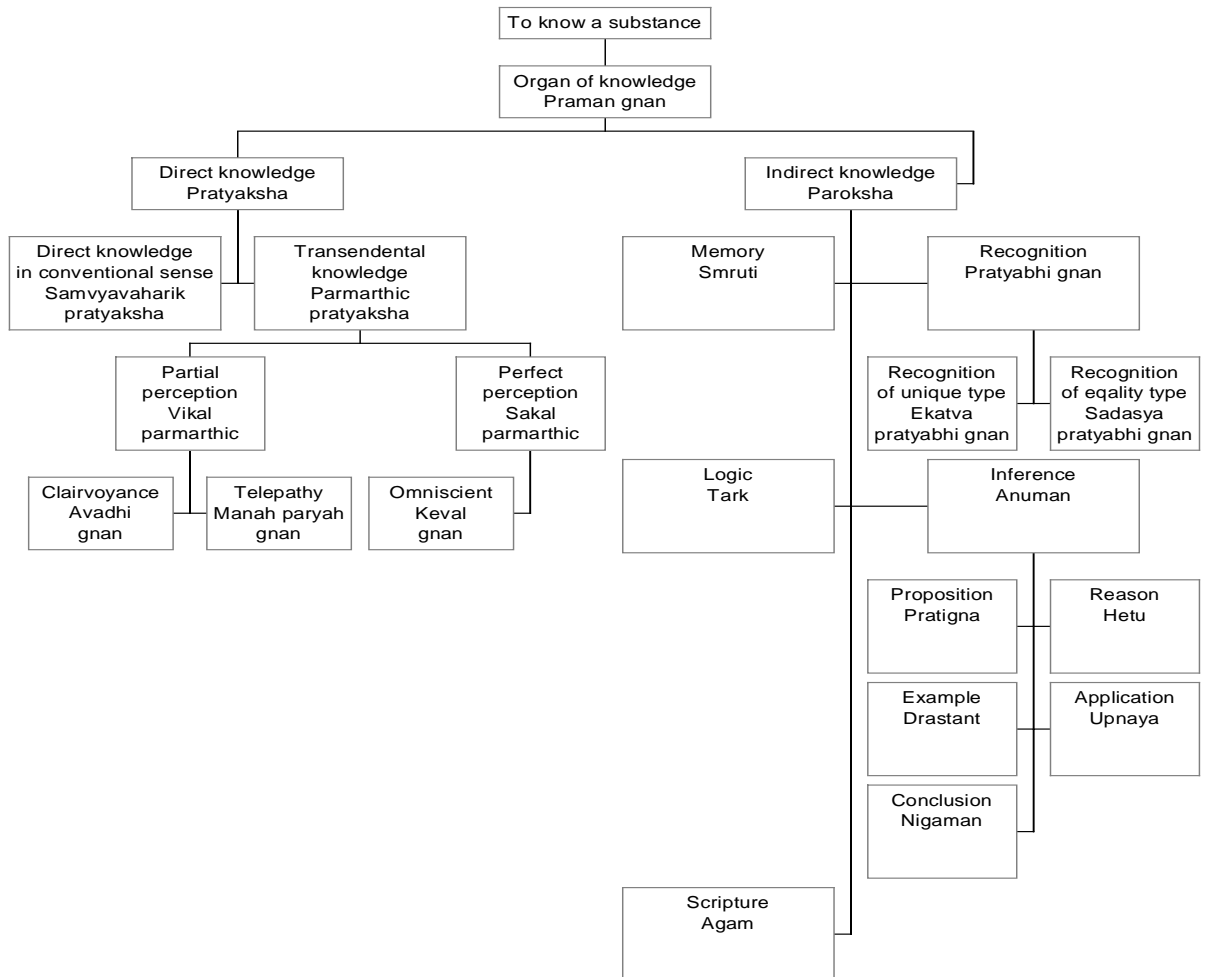 To know a substance
Organ of knowledge
Praman gnan
Direct knowledge
Pratyaksha
Indirect knowledge
Paroksha
Direct knowledge
in conventional sense
Samvyavaharik
pratyaksha
Transendental
knowledge
Parmarthic
pratyaksha
Memory
Smruti
Recognition
Pratyabhi gnan
Partial
perception
Vikal
parmarthic
Perfect
perception
Sakal
parmarthic
Recognition
of unique type
Ekatva
pratyabhi gnan
Recognition
of eqality type
Sadasya
pratyabhi gnan
Clairvoyance
Avadhi
gnan
Telepathy
Manah paryah
gnan
Omniscient
Keval
gnan
Logic
Tark
Inference
Anuman
Proposition
Pratigna
Reason
Hetu
Example
Drastant
Application
Upnaya
Conclusion
Nigaman
Scripture
Agam